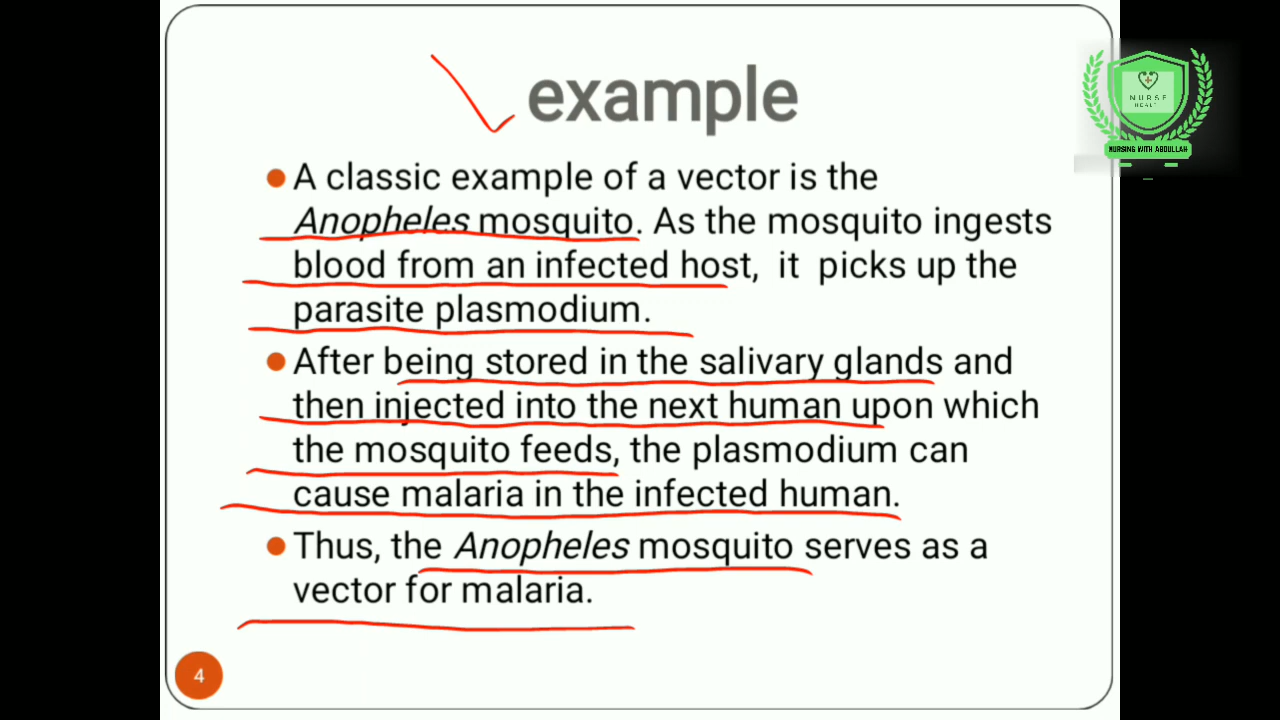 example
A classic example of a vector is the
Anopheles mosquito. As the mosquito ingests
blood from an infected host, it picks up the
parasite plasmodium.
After being stored in the salivary glands and
then injected into the next human upon which
the mosquito feeds, the plasmodium can
cause malaria in the infected human.
Thus, the Anopheles mosquito serves as a
vector for malaria.
4
NURSE
HEALT
NURSING WITH ABDULLAH